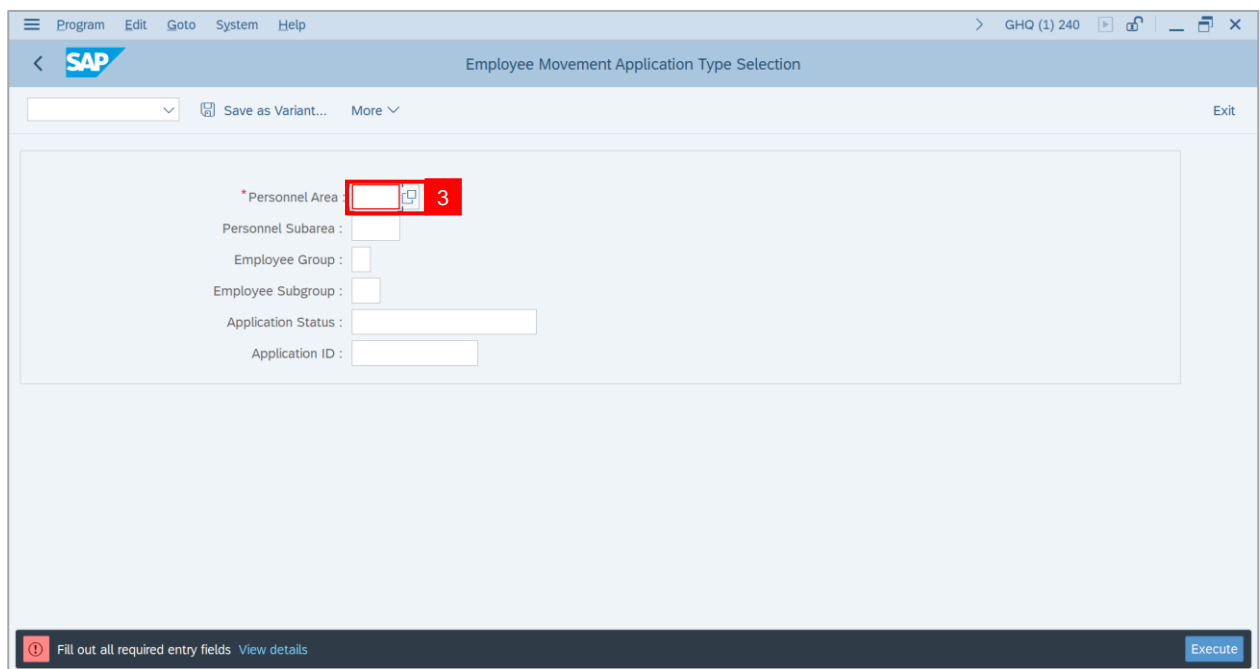 Program Edit Goto System Help GHQ (1) 240
SAP Employee Movement Application Type Selection
Save as Variant... More Exit
*Personnel Area : 3
Personnel Subarea :
Employee Group :
Employee Subgroup :
Application Status :
Application ID :
Fill out all required entry fields View details Execute